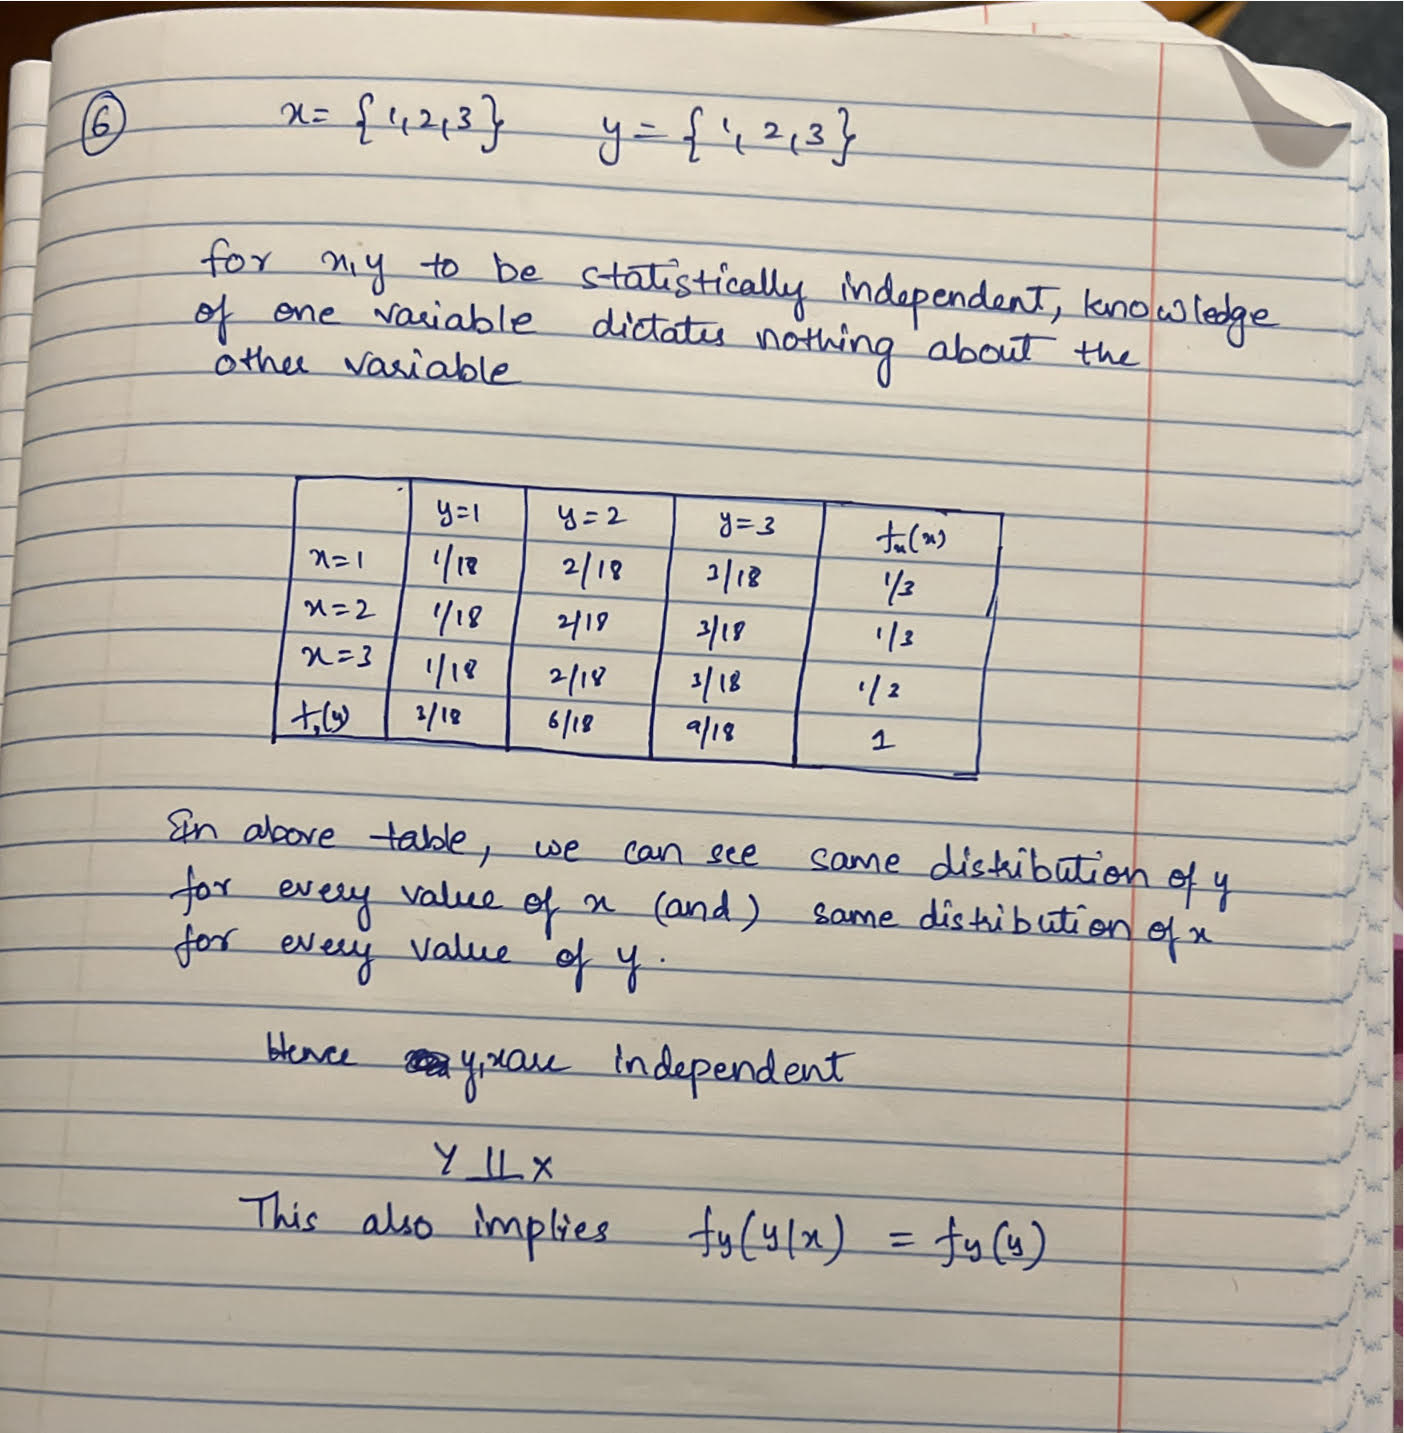 6 x = {1,2,3} y = {1,2,3}
for x,y to be statistically independent, knowledge
of one variable dictates nothing about the
other variable
y=1 y=2 y=3 fx(x)
x=1 1/18 2/18 3/18 1/3
x=2 1/18 2/18 3/18 1/3
x=3 1/18 2/18 3/18 1/3
fy(y) 3/18 6/18 9/18 1
In above table, we can see same distribution of y
for every value of x (and) same distribution of x
for every value of y.
Hence y,x are independent
Y ⫫ X
This also implies fy(y|x) = fy(y)